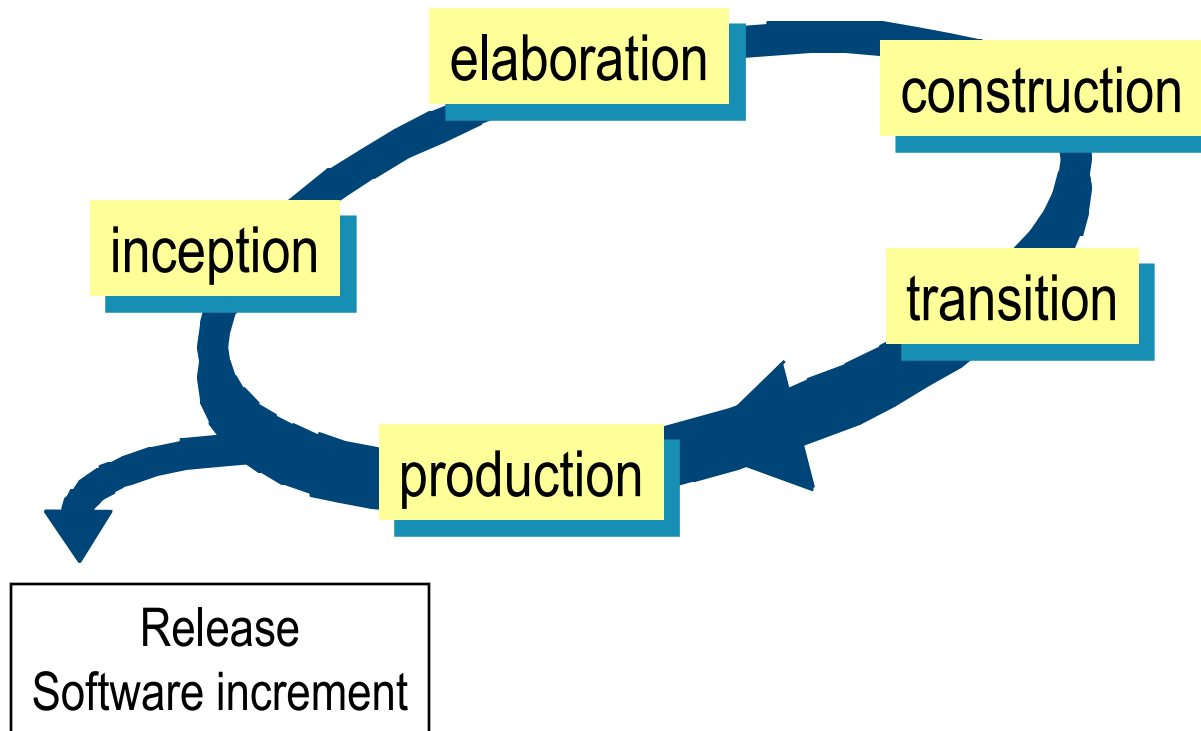 elaboration
construction
inception
transition
production
Release
Software increment